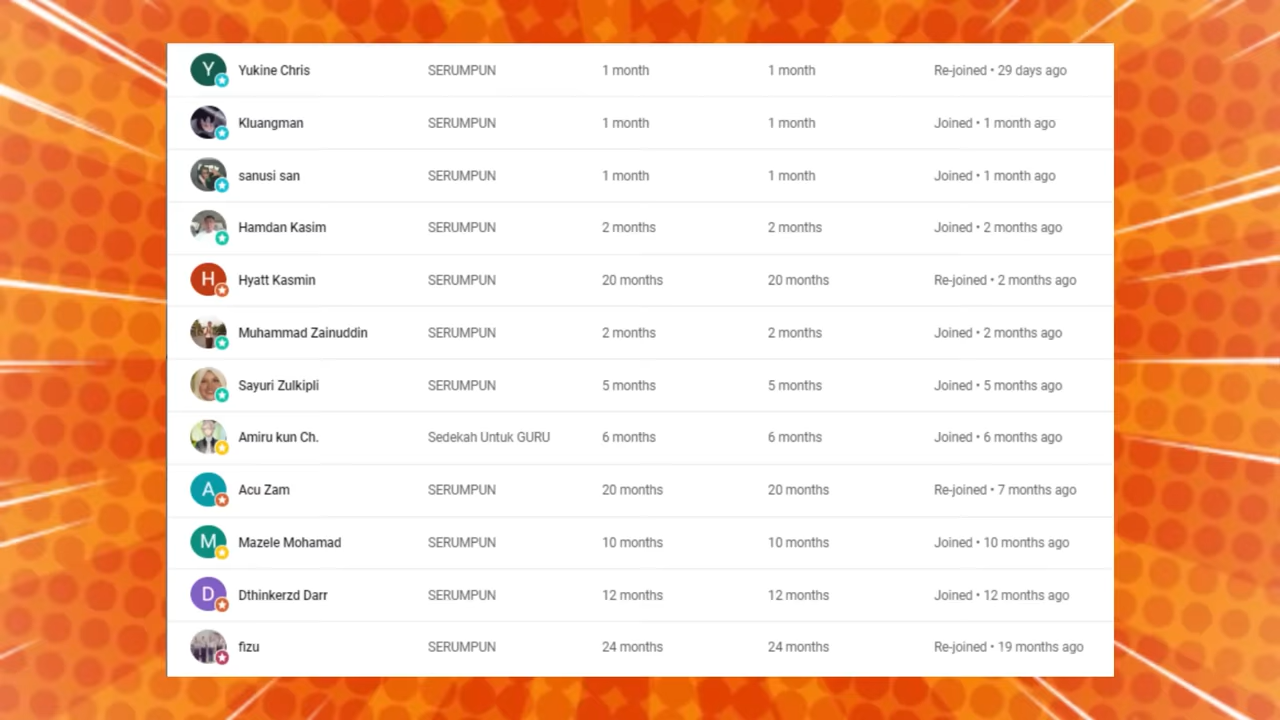 Y Yukine Chris SERUMPUN 1 month 1 month Re-joined • 29 days ago
Kluangman SERUMPUN 1 month 1 month Joined • 1 month ago
sanusi san SERUMPUN 1 month 1 month Joined • 1 month ago
Hamdan Kasim SERUMPUN 2 months 2 months Joined • 2 months ago
H Hyatt Kasmin SERUMPUN 20 months 20 months Re-joined • 2 months ago
Muhammad Zainuddin SERUMPUN 2 months 2 months Joined • 2 months ago
Sayuri Zulkipli SERUMPUN 5 months 5 months Joined • 5 months ago
Amiru kun Ch. Sedekah Untuk GURU 6 months 6 months Joined • 6 months ago
A Acu Zam SERUMPUN 20 months 20 months Re-joined • 7 months ago
M Mazele Mohamad SERUMPUN 10 months 10 months Joined • 10 months ago
D Dthinkerzd Darr SERUMPUN 12 months 12 months Joined • 12 months ago
fizu SERUMPUN 24 months 24 months Re-joined • 19 months ago